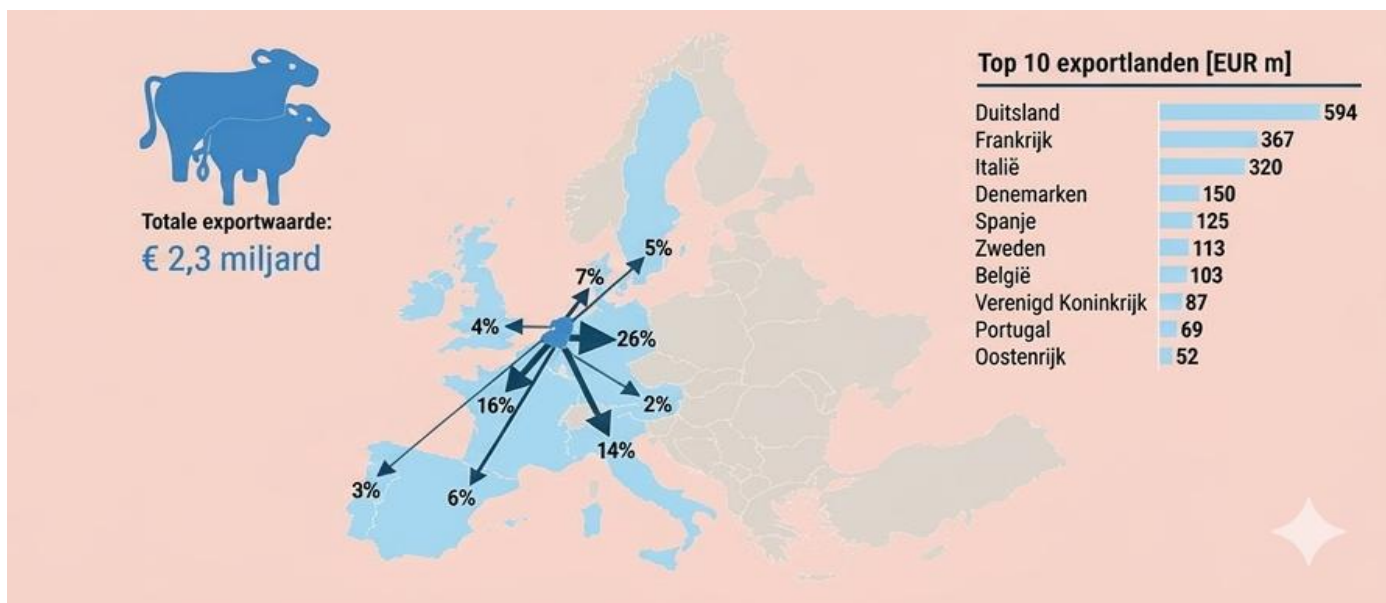 Totale exportwaarde:
€ 2,3 miljard
5%
7%
4%
26%
16%
2%
14%
3%
6%
Top 10 exportlanden [EUR m]
Duitsland 594
Frankrijk 367
Italië 320
Denemarken 150
Spanje 125
Zweden 113
België 103
Verenigd Koninkrijk 87
Portugal 69
Oostenrijk 52